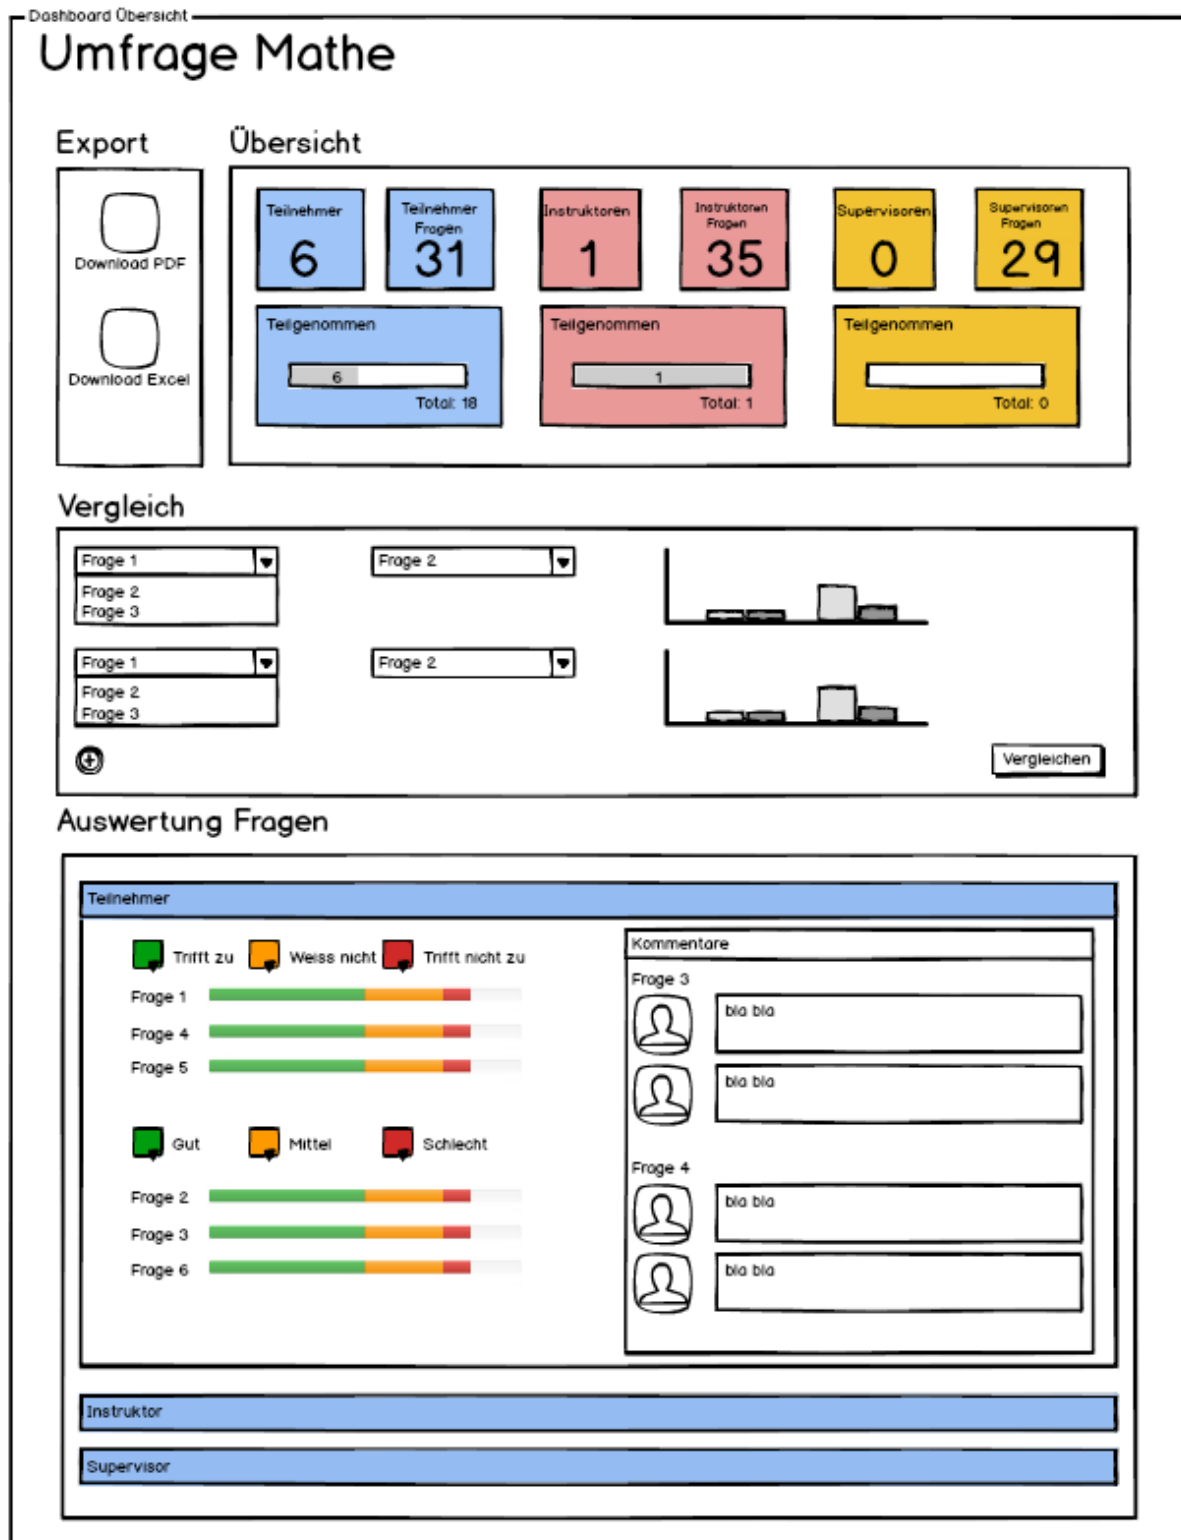 Dashboard Übersicht
Umfrage Mathe
Export
Download PDF
Download Excel
Übersicht
Teilnehmer
6
Teilnehmer
Fragen
31
Instruktoren
1
Instruktoren
Fragen
35
Supervisoren
0
Supervisoren
Fragen
29
Teilgenommen
6
Total: 18
Teilgenommen
1
Total: 1
Teilgenommen
Total: 0
Vergleich
Frage 1
Frage 2
Frage 3
Frage 2
Frage 1
Frage 2
Frage 3
Frage 2
Vergleichen
Auswertung Fragen
Teilnehmer
Trifft zu
Weiss nicht
Trifft nicht zu
Frage 1
Frage 4
Frage 5
Gut
Mittel
Schlecht
Frage 2
Frage 3
Frage 6
Kommentare
Frage 3
bla bla
bla bla
Frage 4
bla bla
bla bla
Instruktor
Supervisor